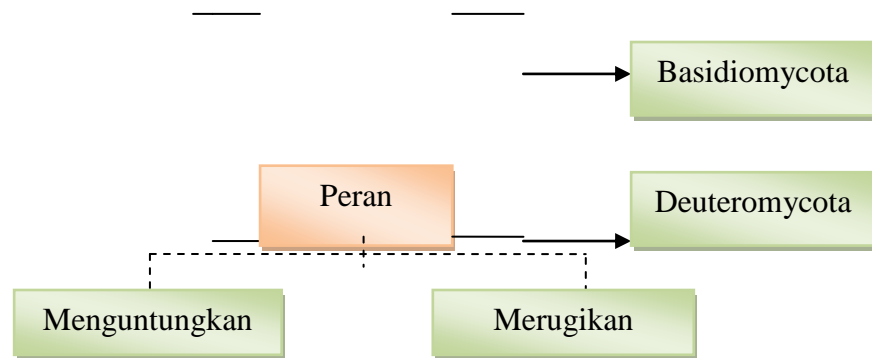 Basidiomycota
Peran
Deuteromycota
Menguntungkan
Merugikan